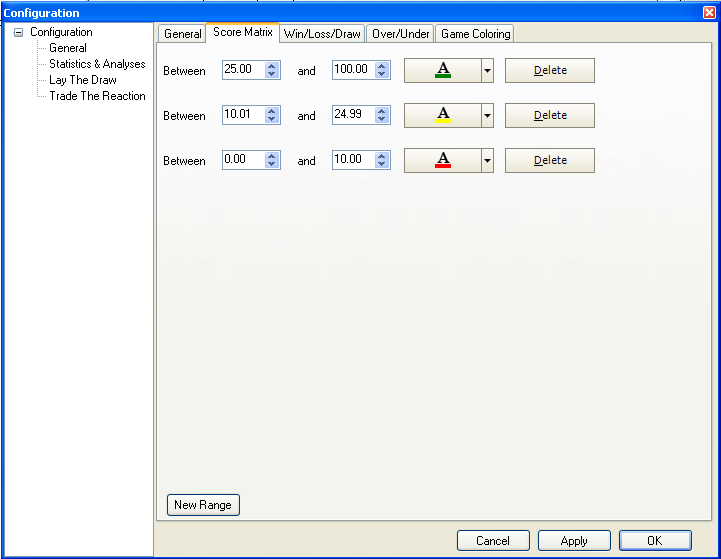 Configuration
Configuration
General
Statistics & Analyses
Lay The Draw
Trade The Reaction
General Score Matrix Win/Loss/Draw Over/Under Game Coloring
Between 25.00 and 100.00 A Delete
Between 10.01 and 24.99 A Delete
Between 0.00 and 10.00 A Delete
New Range
Cancel Apply OK